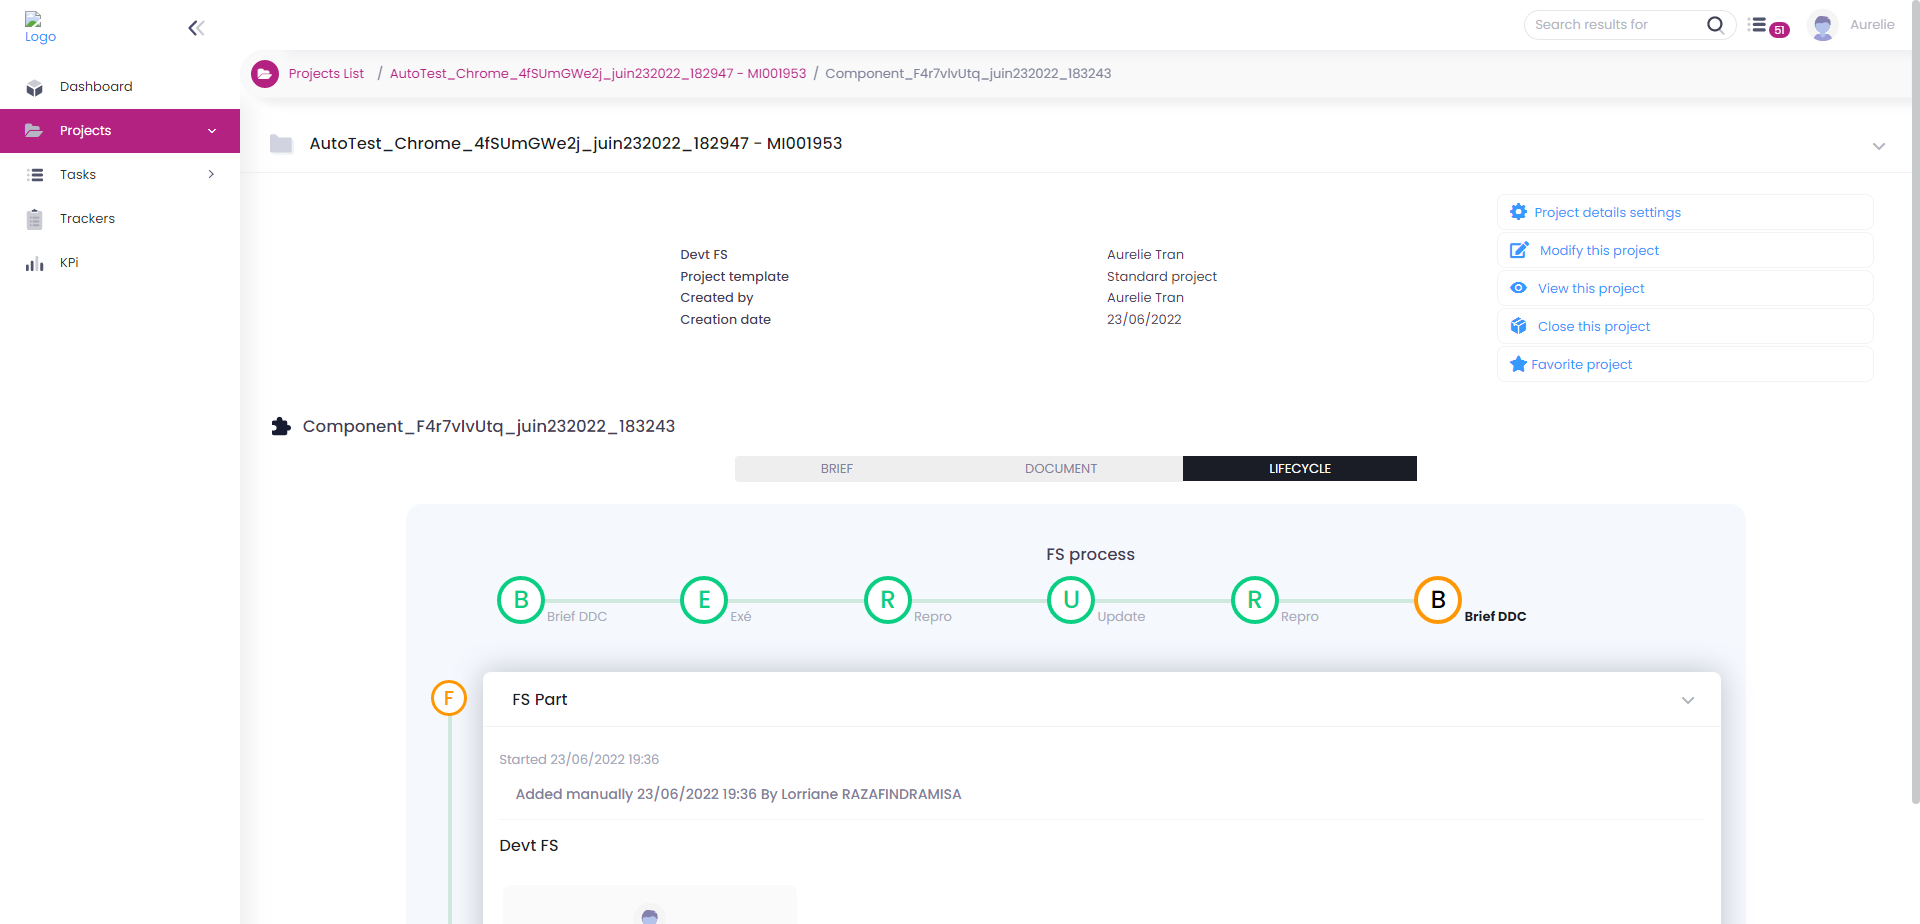 Logo
Search results for
51
Aurelie
Dashboard
Projects
Tasks
Trackers
KPi
Projects List / AutoTest_Chrome_4fSUmGWe2j_juin232022_182947 - MI001953 / Component_F4r7vlvUtq_juin232022_183243
AutoTest_Chrome_4fSUmGWe2j_juin232022_182947 - MI001953
Devt FS Aurelie Tran
Project template Standard project
Created by Aurelie Tran
Creation date 23/06/2022
Project details settings
Modify this project
View this project
Close this project
Favorite project
Component_F4r7vlvUtq_juin232022_183243
BRIEF DOCUMENT LIFECYCLE
FS process
B Brief DDC
E Exé
R Repro
U Update
R Repro
B Brief DDC
F
FS Part
Started 23/06/2022 19:36
Added manually 23/06/2022 19:36 By Lorriane RAZAFINDRAMISA
Devt FS